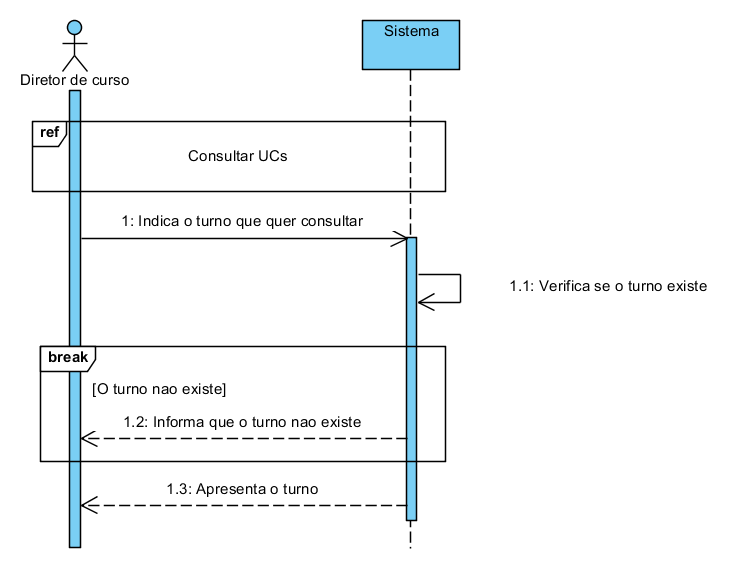 Sistema
Diretor de curso
ref
Consultar UCs
1: Indica o turno que quer consultar
1.1: Verifica se o turno existe
break
[O turno nao existe]
1.2: Informa que o turno nao existe
1.3: Apresenta o turno